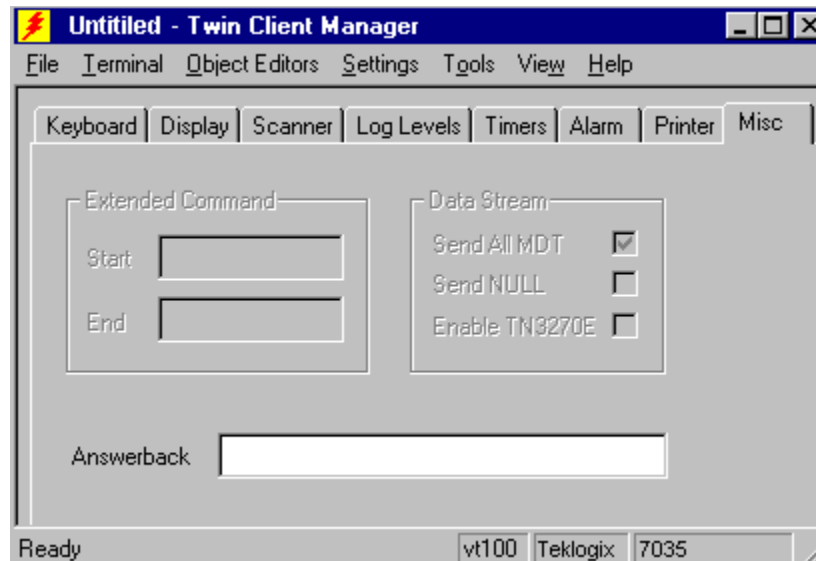 Untitiled - Twin Client Manager
File Terminal Object Editors Settings Tools View Help
Keyboard Display Scanner Log Levels Timers Alarm Printer Misc
Extended Command
Start
End
Data Stream
Send All MDT
Send NULL
Enable TN3270E
Answerback
Ready vt100 Teklogix 7035